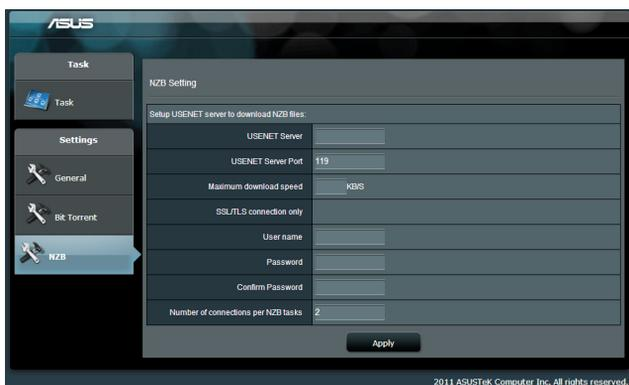 ASUS
Task
Task
Settings
General
Bit Torrent
NZB
NZB Setting
Setup USENET server to download NZB files:
USENET Server
USENET Server Port 119
Maximum download speed KB/S
SSL/TLS connection only
User name
Password
Confirm Password
Number of connections per NZB tasks 2
Apply
2011 ASUSTeK Computer Inc. All rights reserved.